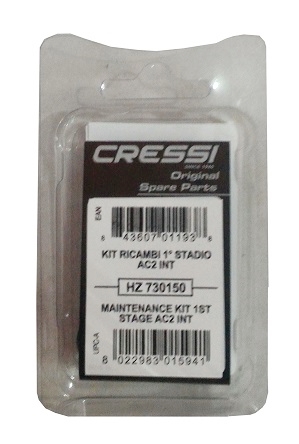 CRESSI
SINCE 1946
Original
Spare Parts
EAN
8 43607 01193 8
KIT RICAMBI 1° STADIO
AC2 INT
HZ 730150
MAINTENANCE KIT 1ST
STAGE AC2 INT
UPC-A
8 022983 015941